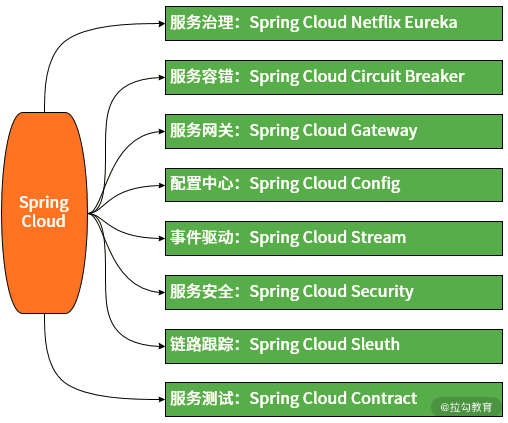 Spring
Cloud
服务治理：Spring Cloud Netflix Eureka
服务容错：Spring Cloud Circuit Breaker
服务网关：Spring Cloud Gateway
配置中心：Spring Cloud Config
事件驱动：Spring Cloud Stream
服务安全：Spring Cloud Security
链路跟踪：Spring Cloud Sleuth
服务测试：Spring Cloud Contract
@拉勾教育